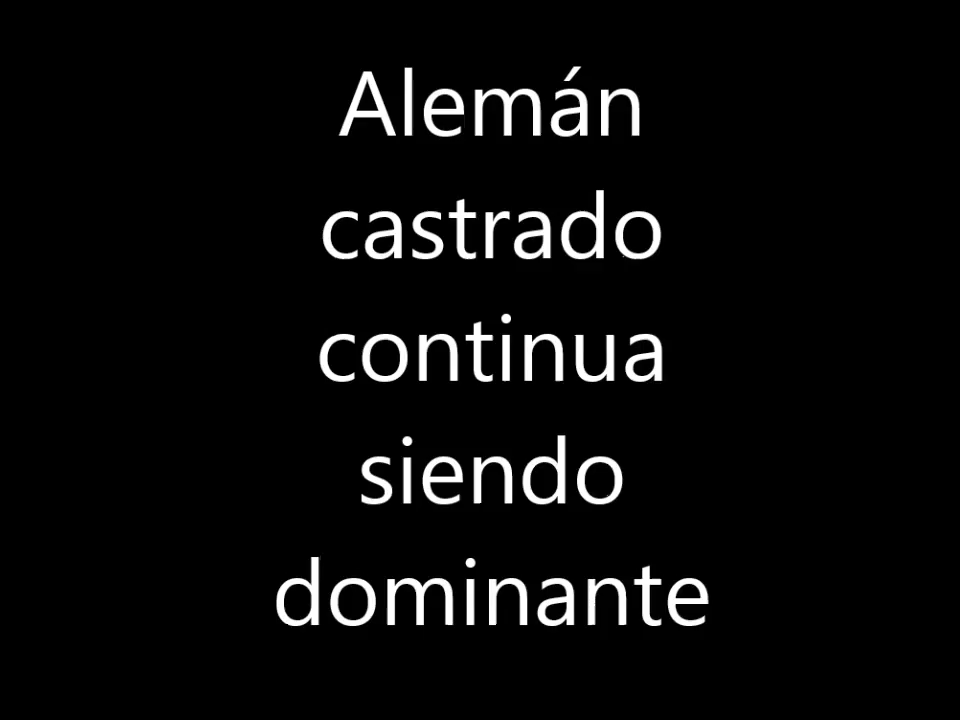 Alemán
castrado
continua
siendo
dominante